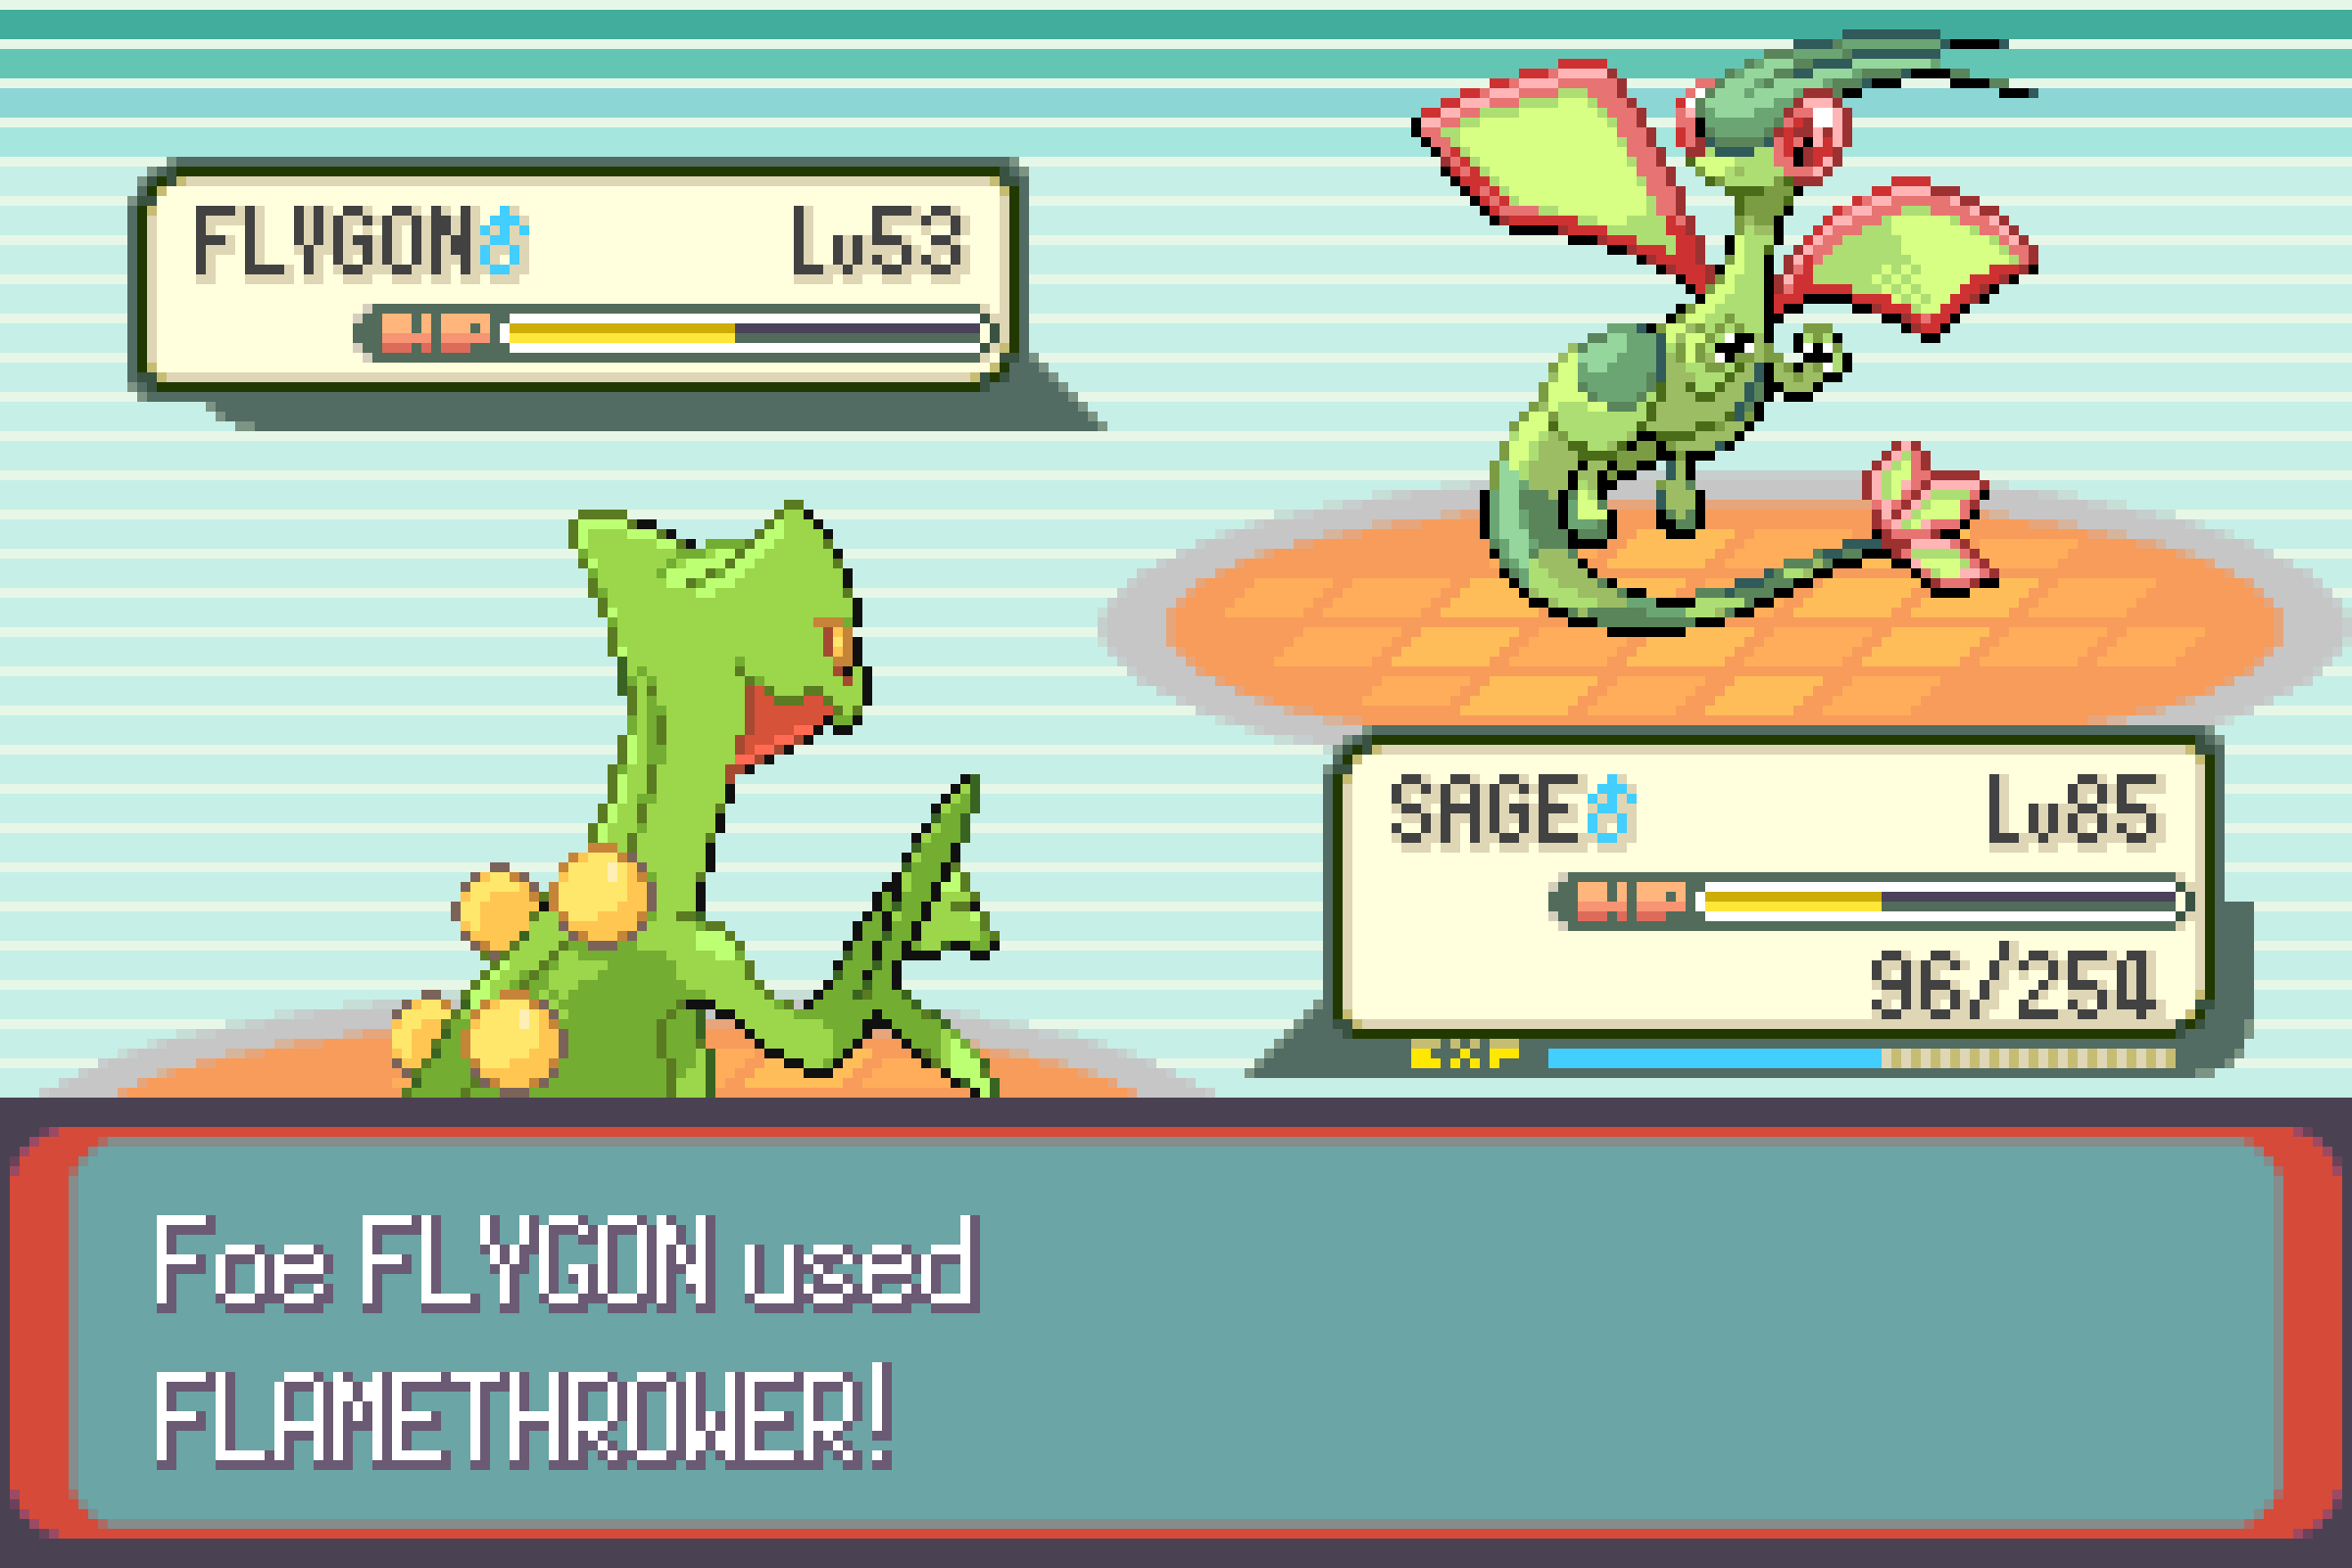 FLYGON♂ Lv53
HP
SAGE♂ Lv85
HP
96/254
EXP
Foe FLYGON used
FLAMETHROWER!